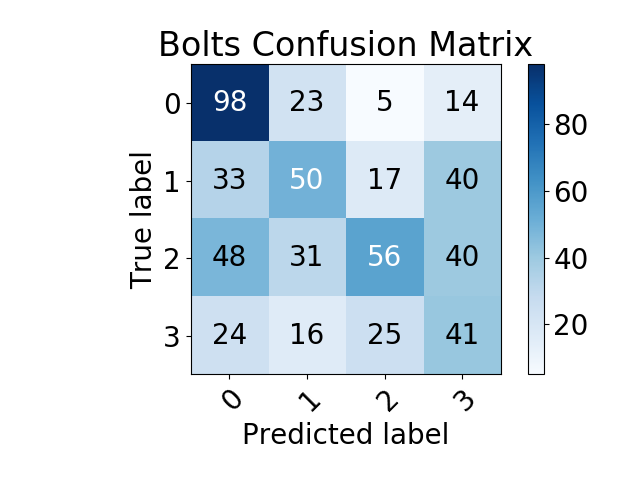 Bolts Confusion Matrix
0 98 23 5 14
1 33 50 17 40
2 48 31 56 40
3 24 16 25 41
0 1 2 3
True label
Predicted label
80
60
40
20